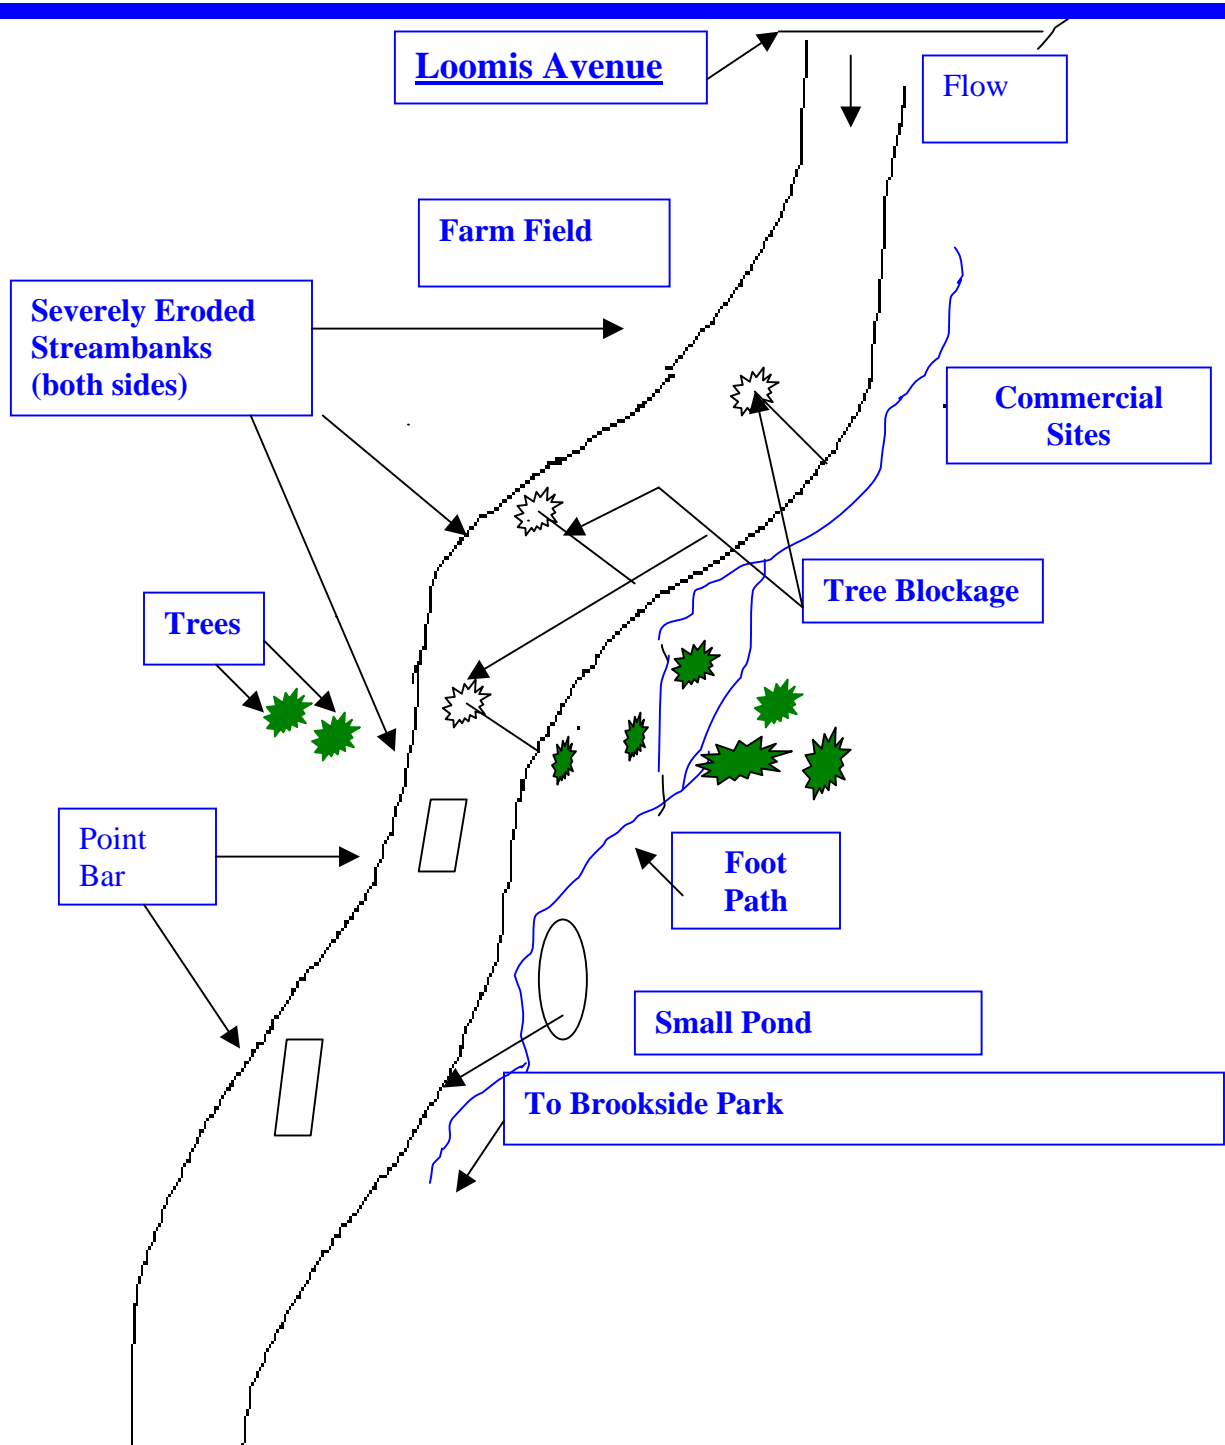 Loomis Avenue
Flow
Farm Field
Severely Eroded
Streambanks
(both sides)
Commercial
Sites
Tree Blockage
Trees
Point
Bar
Foot
Path
Small Pond
To Brookside Park